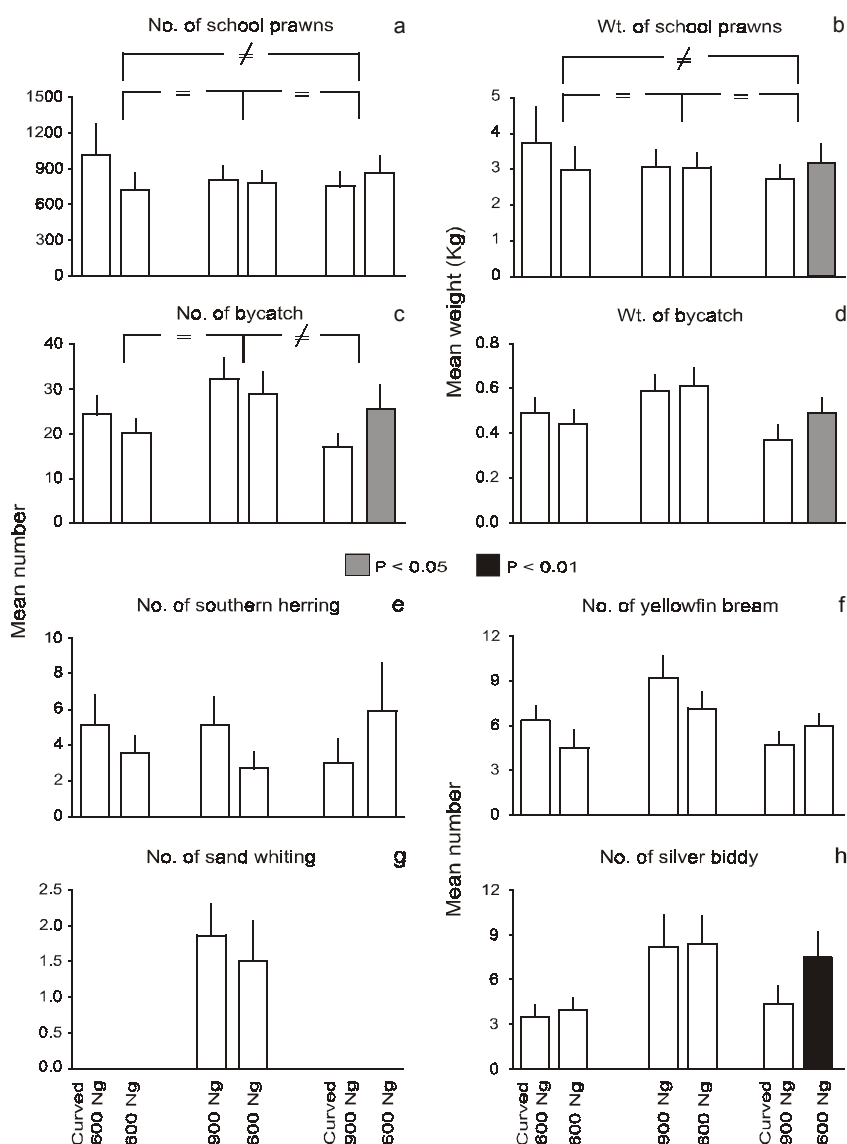 No. of school prawns a
≠
= =
1500
1200
900
600
300
0
Wt. of school prawns b
≠
= =
5
4
3
2
1
0
No. of bycatch c
= ≠
40
30
20
10
0
Wt. of bycatch d
0.8
0.6
0.4
0.2
0.0
Mean weight (Kg)
Mean number
P < 0.05 P < 0.01
No. of southern herring e
10
8
6
4
2
0
No. of yellowfin bream f
12
9
6
3
0
No. of sand whiting g
2.5
2.0
1.5
1.0
0.5
0.0
No. of silver biddy h
12
9
6
3
0
Mean number
Curved
600 Ng
600 Ng
900 Ng
600 Ng
Curved
900 Ng
600 Ng
Curved
600 Ng
600 Ng
900 Ng
600 Ng
Curved
900 Ng
600 Ng